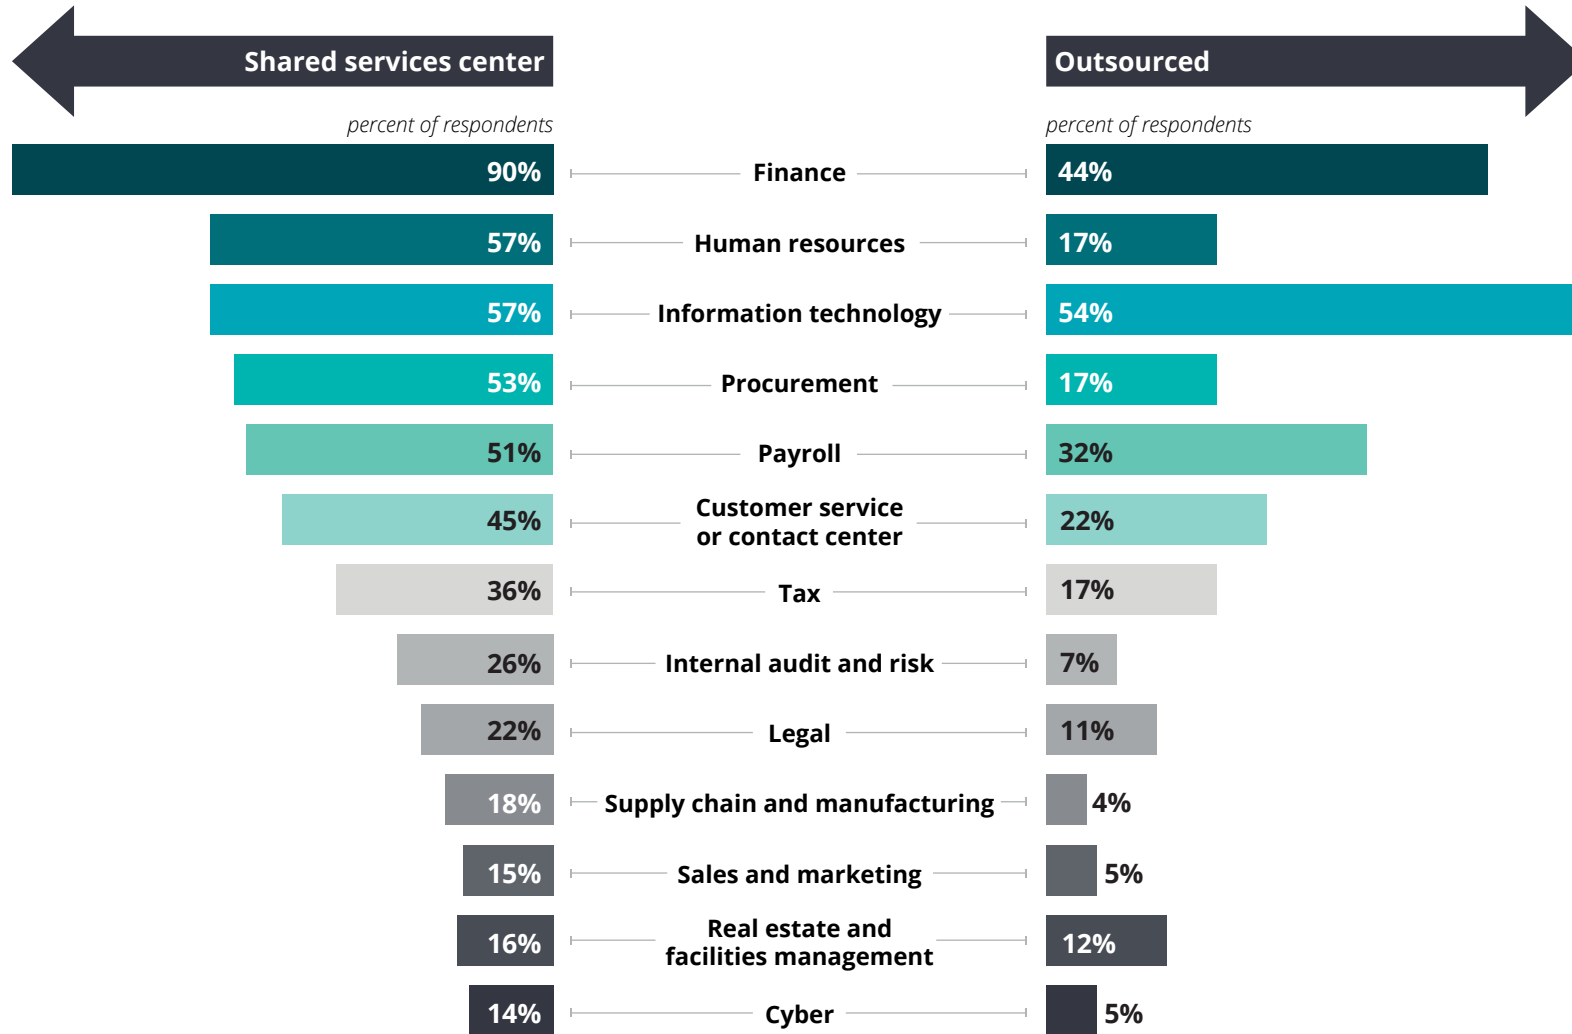 Shared services center
Outsourced
percent of respondents
percent of respondents
90%
Finance
44%
57%
Human resources
17%
57%
Information technology
54%
53%
Procurement
17%
51%
Payroll
32%
45%
Customer service
or contact center
22%
36%
Tax
17%
26%
Internal audit and risk
7%
22%
Legal
11%
18%
Supply chain and manufacturing
4%
15%
Sales and marketing
5%
16%
Real estate and
facilities management
12%
14%
Cyber
5%